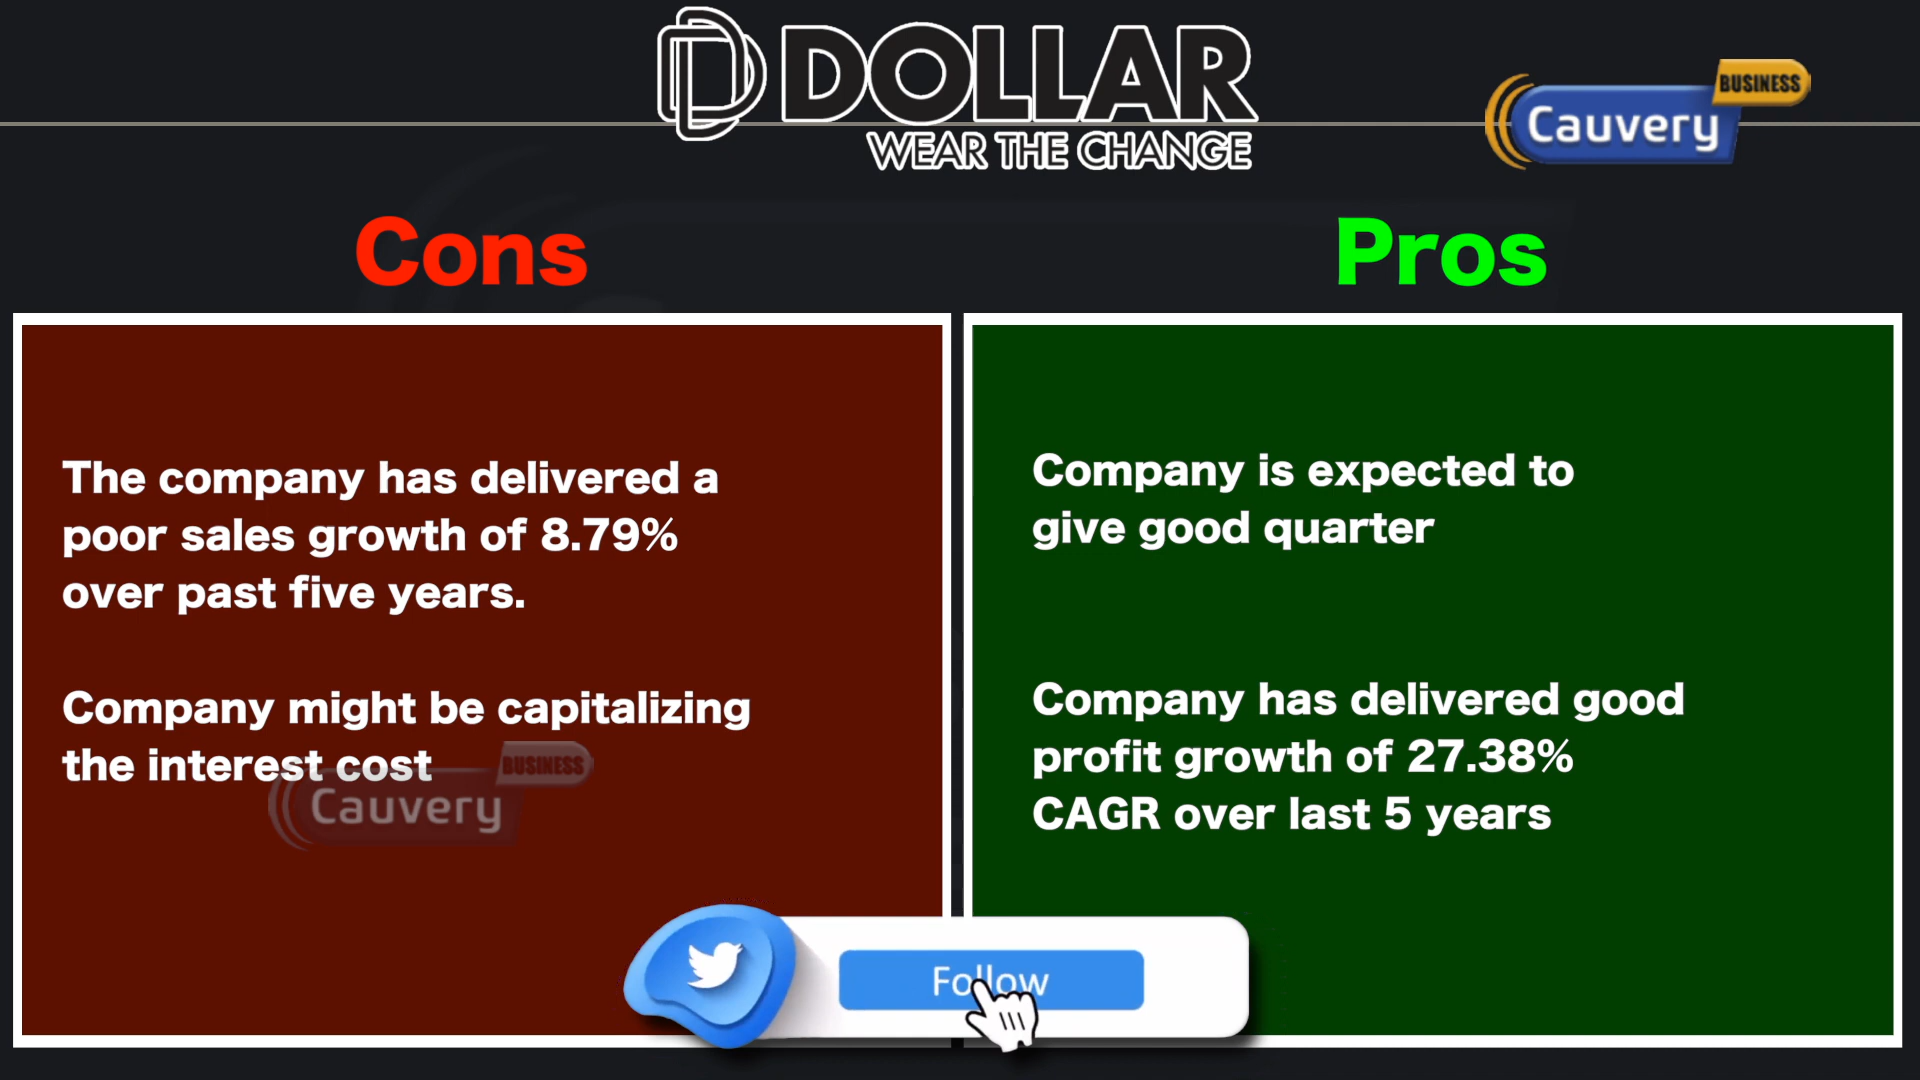 DOLLAR
WEAR THE CHANGE
BUSINESS
Cauvery
Cons
Pros
The company has delivered a
poor sales growth of 8.79%
over past five years.
Company might be capitalizing
the interest cost
BUSINESS
Cauvery
Company is expected to
give good quarter
Company has delivered good
profit growth of 27.38%
CAGR over last 5 years
Follow